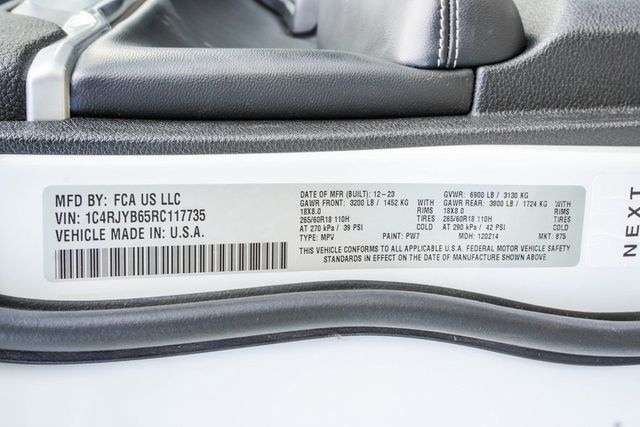 MFD BY: FCA US LLC
VIN: 1C4RJYB65RC117735
VEHICLE MADE IN: U.S.A.
DATE OF MFR (BUILT): 12-23 GVWR: 6900 LB / 3130 KG
GAWR FRONT: 3200 LB / 1452 KG WITH GAWR REAR: 3800 LB / 1724 KG WITH
18X8.0 RIMS 18X8.0 RIMS
265/60R18 110H TIRES 265/60R18 110H TIRES
AT 270 kPa / 39 PSI COLD AT 290 kPa / 42 PSI COLD
TYPE: MPV PAINT: PW7 MDH: 120214 MKT: 875
THIS VEHICLE CONFORMS TO ALL APPLICABLE U.S.A. FEDERAL MOTOR VEHICLE SAFETY
STANDARDS IN EFFECT ON THE DATE OF MANUFACTURE SHOWN ABOVE.
NEXT